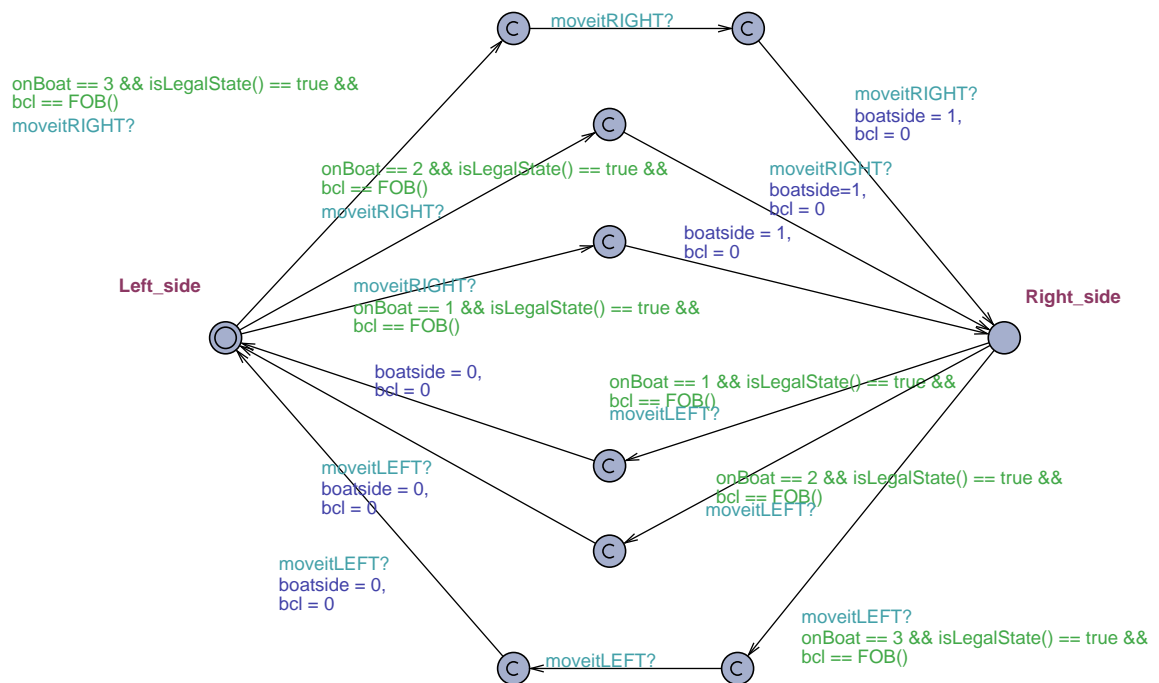 C
moveitRIGHT?
C
onBoat == 3 && isLegalState() == true &&
bcl == FOB()
moveitRIGHT?
moveitRIGHT?
boatside = 1,
bcl = 0
C
onBoat == 2 && isLegalState() == true &&
bcl == FOB()
moveitRIGHT?
moveitRIGHT?
boatside=1,
bcl = 0
C
boatside = 1,
bcl = 0
Left_side
moveitRIGHT?
onBoat == 1 && isLegalState() == true &&
bcl == FOB()
Right_side
boatside = 0,
bcl = 0
onBoat == 1 && isLegalState() == true &&
bcl == FOB()
moveitLEFT?
C
moveitLEFT?
boatside = 0,
bcl = 0
onBoat == 2 && isLegalState() == true &&
bcl == FOB()
moveitLEFT?
C
moveitLEFT?
boatside = 0,
bcl = 0
moveitLEFT?
onBoat == 3 && isLegalState() == true &&
bcl == FOB()
C
moveitLEFT?
C